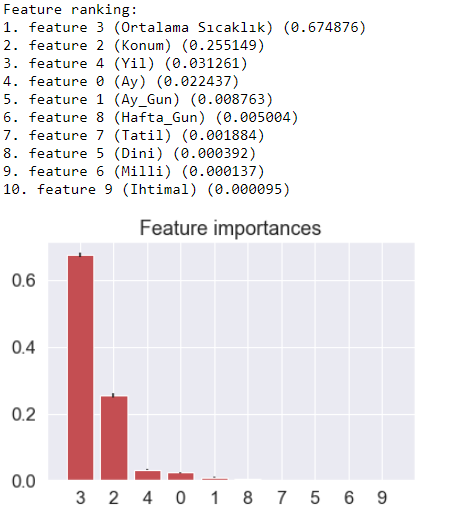 Feature ranking:
1. feature 3 (Ortalama Sıcaklık) (0.674876)
2. feature 2 (Konum) (0.255149)
3. feature 4 (Yil) (0.031261)
4. feature 0 (Ay) (0.022437)
5. feature 1 (Ay_Gun) (0.008763)
6. feature 8 (Hafta_Gun) (0.005004)
7. feature 7 (Tatil) (0.001884)
8. feature 5 (Dini) (0.000392)
9. feature 6 (Milli) (0.000137)
10. feature 9 (Ihtimal) (0.000095)
Feature importances
0.6
0.4
0.2
0.0
3 2 4 0 1 8 7 5 6 9